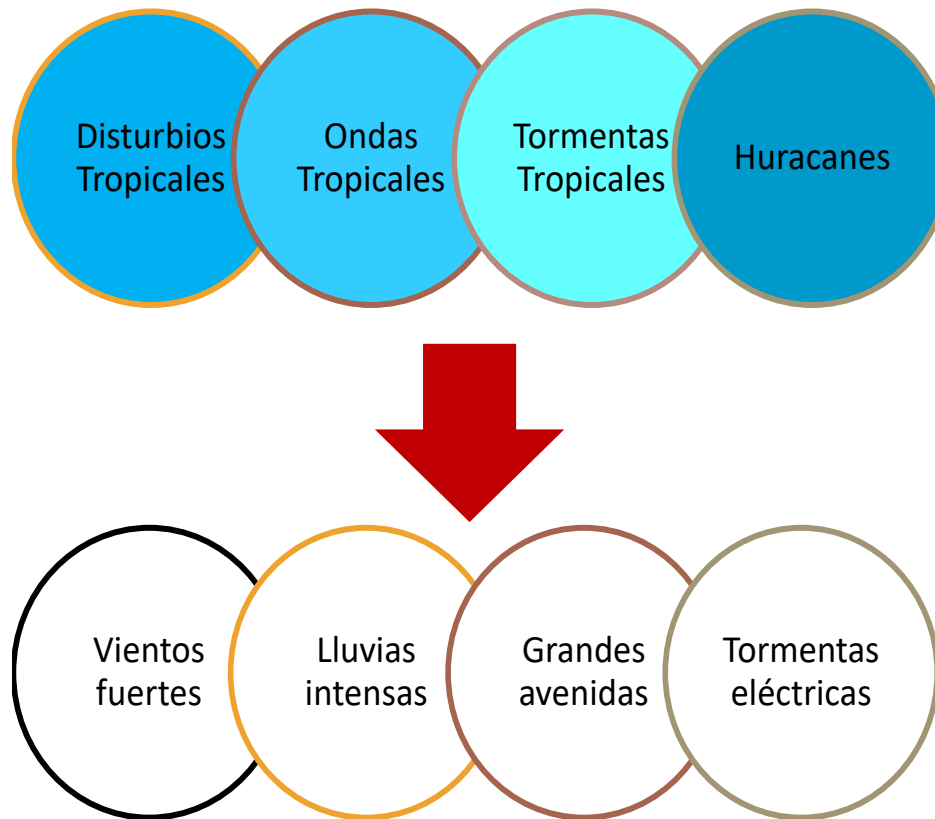 Disturbios
Tropicales
Ondas
Tropicales
Tormentas
Tropicales
Huracanes
Vientos
fuertes
Lluvias
intensas
Grandes
avenidas
Tormentas
eléctricas